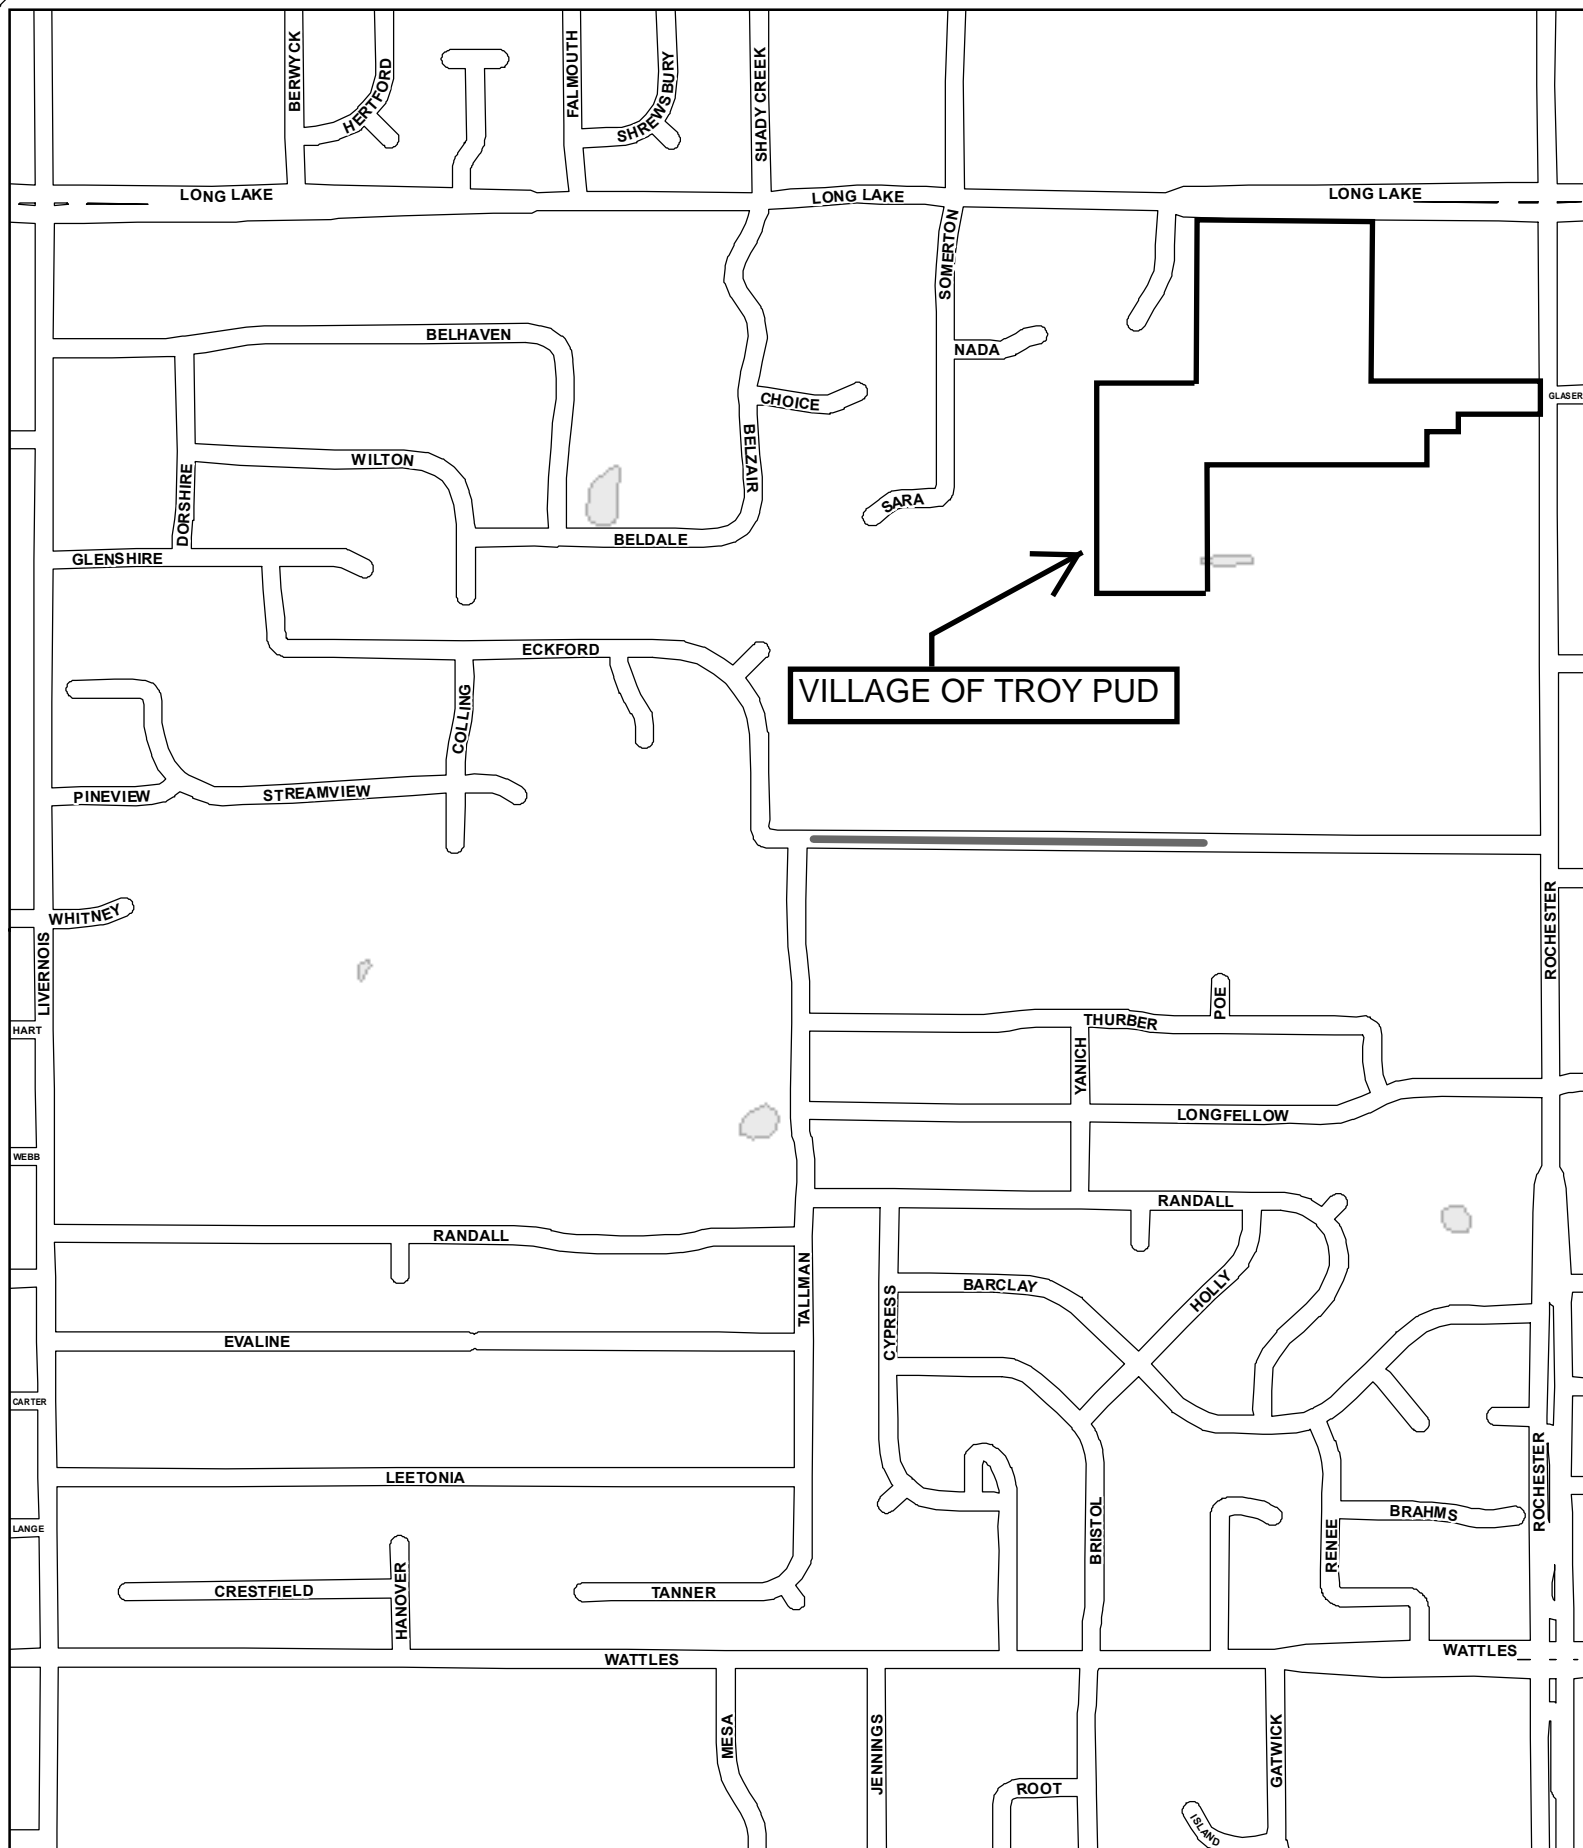 BERWYCK
HERTFORD
FALMOUTH
SHREWSBURY
SHADY CREEK
LONG LAKE
LONG LAKE
LONG LAKE
SOMERTON
BELHAVEN
NADA
CHOICE
GLASER
BELZAIR
WILTON
DORSHIRE
SARA
BELDALE
GLENSHIRE
ECKFORD
VILLAGE OF TROY PUD
COLLING
PINEVIEW
STREAMVIEW
WHITNEY
LIVERNOIS
ROCHESTER
HART
POE
THURBER
YANICH
LONGFELLOW
WEBB
RANDALL
RANDALL
TALLMAN
CYPRESS
BARCLAY
HOLLY
EVALINE
CARTER
LEETONIA
ROCHESTER
LANGE
BRISTOL
BRAHMS
RENEE
CRESTFIELD
HANOVER
TANNER
WATTLES
WATTLES
MESA
JENNINGS
GATWICK
ROOT
ISLAND